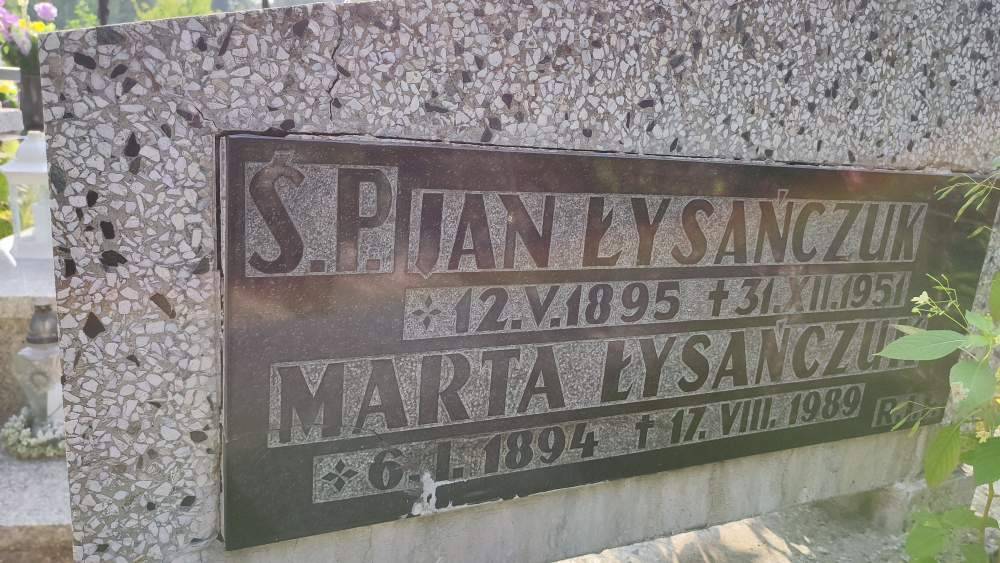 Ś.P. JAN ŁYSAŃCZUK
12.V.1895 †31.XII.1951
MARTA ŁYSAŃCZUK
6.I.1894 † 17.VIII.1989